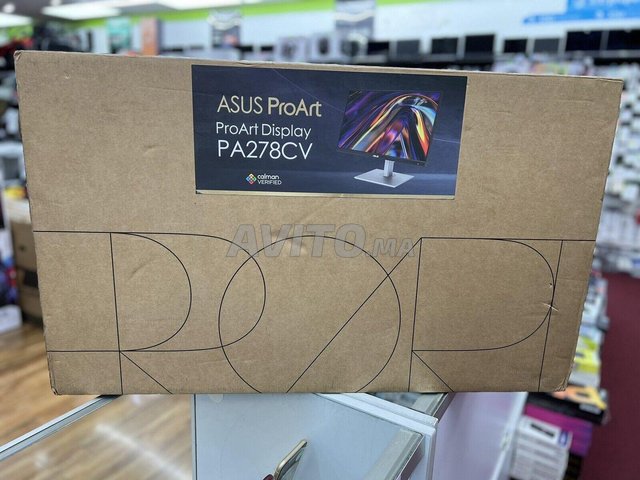 ASUS ProArt
ProArt Display
PA278CV
calman
VERIFIED
AVITO.MA